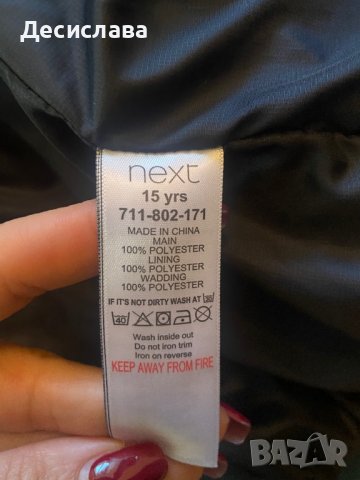 Десислава
next
15 yrs
711-802-171
MADE IN CHINA
MAIN
100% POLYESTER
LINING
100% POLYESTER
WADDING
100% POLYESTER
IF IT'S NOT DIRTY WASH AT 30
40
Wash inside out
Do not iron trim
Iron on reverse
KEEP AWAY FROM FIRE
BAZAR